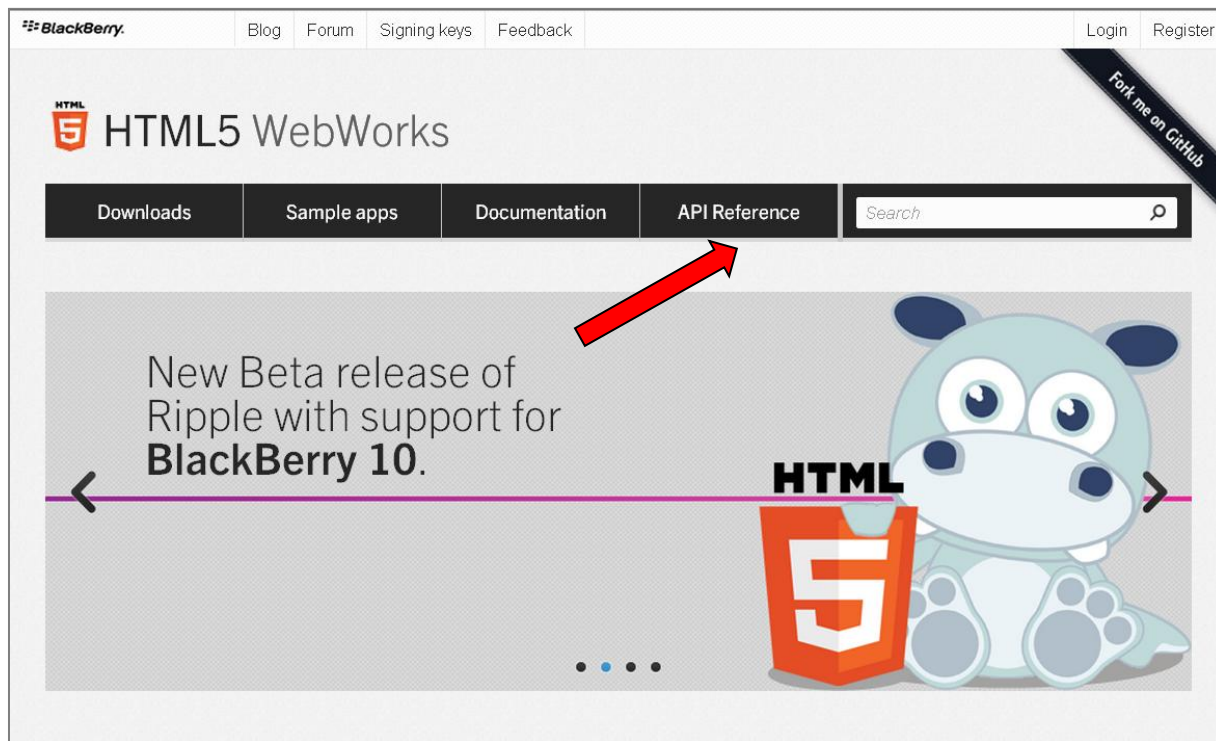 BlackBerry.
Blog Forum Signing keys Feedback
Login Register
Fork me on GitHub
HTML
5
HTML5 WebWorks
Downloads Sample apps Documentation API Reference Search
New Beta release of
Ripple with support for
BlackBerry 10.
HTML
5